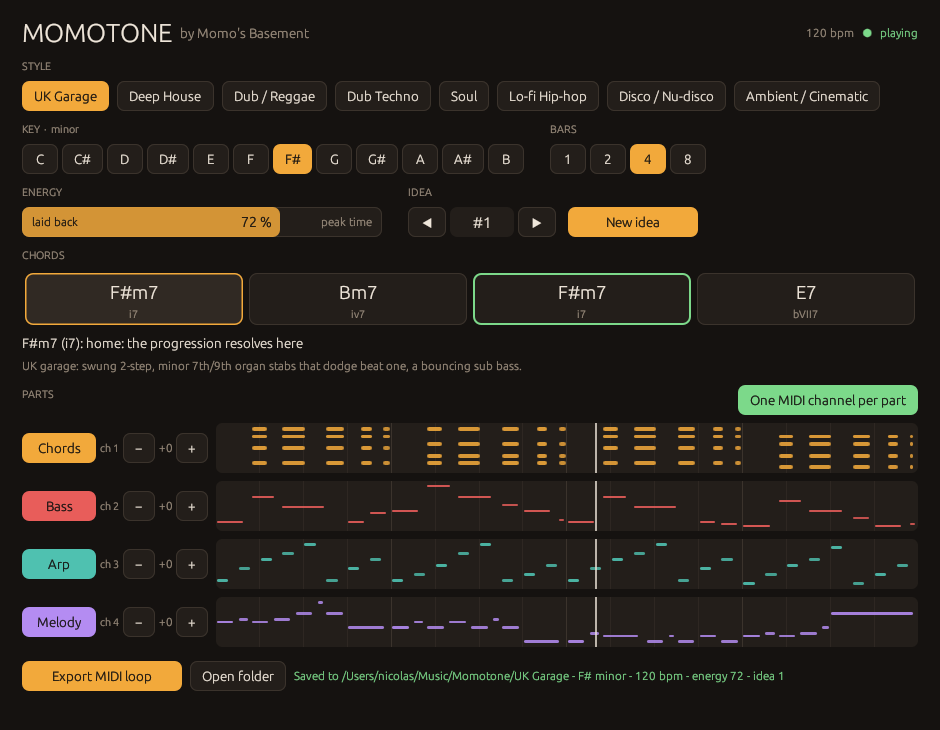 MOMOTONE by Momo's Basement 120 bpm ● playing
STYLE
UK Garage Deep House Dub / Reggae Dub Techno Soul Lo-fi Hip-hop Disco / Nu-disco Ambient / Cinematic
KEY · minor BARS
C C# D D# E F F# G G# A A# B 1 2 4 8
ENERGY IDEA
laid back 72 % peak time ◀ #1 ▶ New idea
CHORDS
F#m7 Bm7 F#m7 E7
i7 iv7 i7 bVII7
F#m7 (i7): home: the progression resolves here
UK garage: swung 2-step, minor 7th/9th organ stabs that dodge beat one, a bouncing sub bass.
PARTS One MIDI channel per part
Chords ch 1 − +0 +
Bass ch 2 − +0 +
Arp ch 3 − +0 +
Melody ch 4 − +0 +
Export MIDI loop Open folder Saved to /Users/nicolas/Music/Momotone/UK Garage - F# minor - 120 bpm - energy 72 - idea 1